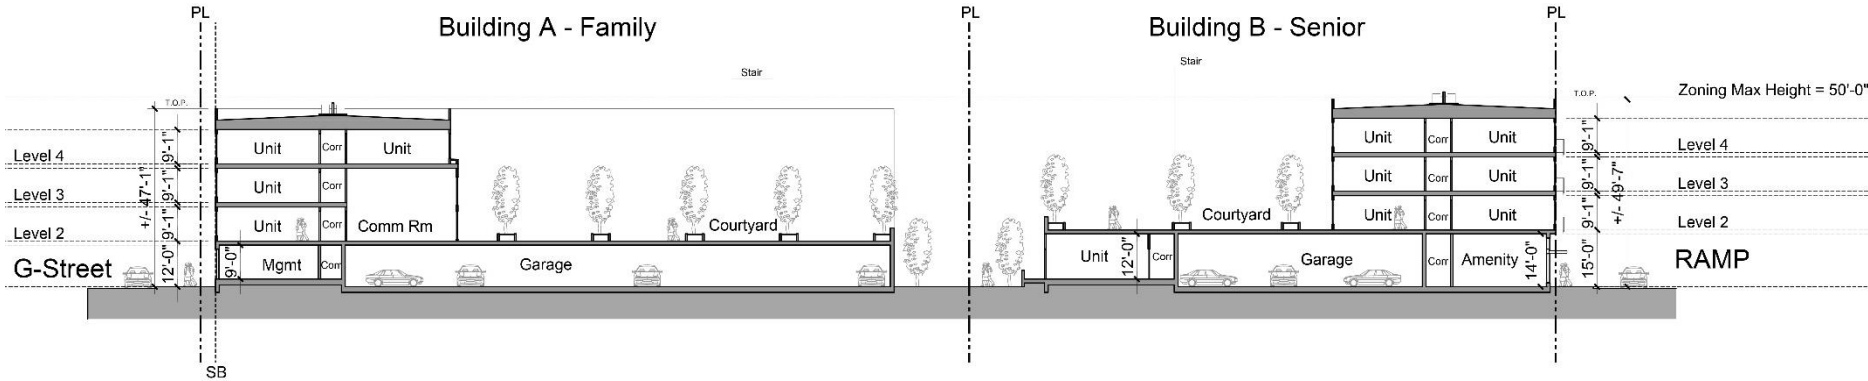 PL
PL
PL
Building A - Family
Building B - Senior
Stair
Stair
T.O.P.
T.O.P.
Zoning Max Height = 50'-0"
Level 4
9'-1"
Unit
Corr
Unit
Unit
Corr
Unit
9'-1"
Level 4
Level 3
9'-1"
Unit
Corr
Unit
Corr
Unit
9'-1"
Level 3
+/- 47'-1"
+/- 49'-7"
Level 2
9'-1"
Unit
Corr
Comm Rm
Courtyard
Courtyard
Unit
Corr
Unit
9'-1"
Level 2
G-Street
12'-0"
9'-0"
Mgmt
Corr
Garage
Unit
12'-0"
Corr
Garage
Corr
Amenity
14'-0"
15'-0"
RAMP
SB